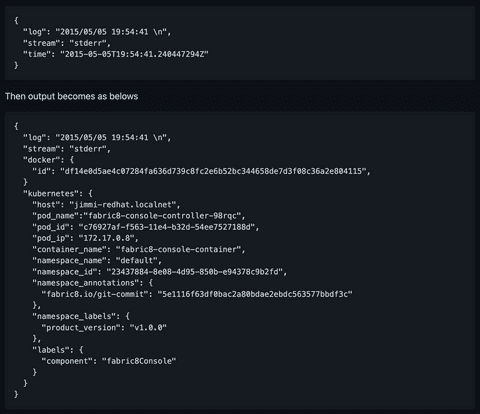 {
"log": "2015/05/05 19:54:41 \n",
"stream": "stderr",
"time": "2015-05-05T19:54:41.240447294Z"
}
Then output becomes as belows
{
"log": "2015/05/05 19:54:41 \n",
"stream": "stderr",
"docker": {
"id": "df14e0d5ae4c07284fa636d739c8fc2e6b52bc344658de7d3f08c36a2e804115",
}
"kubernetes": {
"host": "jimmi-redhat.localnet",
"pod_name":"fabric8-console-controller-98rqc",
"pod_id": "c76927af-f563-11e4-b32d-54ee7527188d",
"pod_ip": "172.17.0.8",
"container_name": "fabric8-console-container",
"namespace_name": "default",
"namespace_id": "23437884-8e08-4d95-850b-e94378c9b2fd",
"namespace_annotations": {
"fabric8.io/git-commit": "5e1116f63df0bac2a80bdae2ebdc563577bbdf3c"
},
"namespace_labels": {
"product_version": "v1.0.0"
},
"labels": {
"component": "fabric8Console"
}
}
}